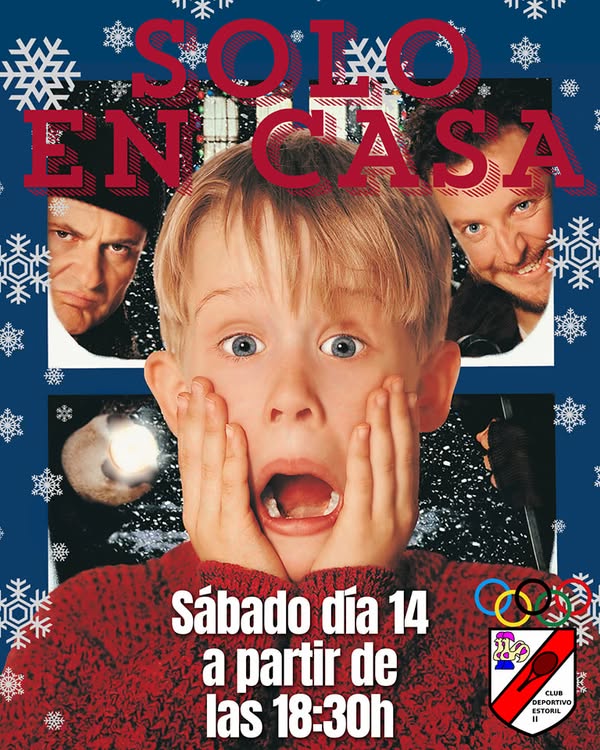 SOLO
EN CASA
Sábado día 14
a partir de
las 18:30h
CLUB
DEPORTIVO
ESTORIL
II